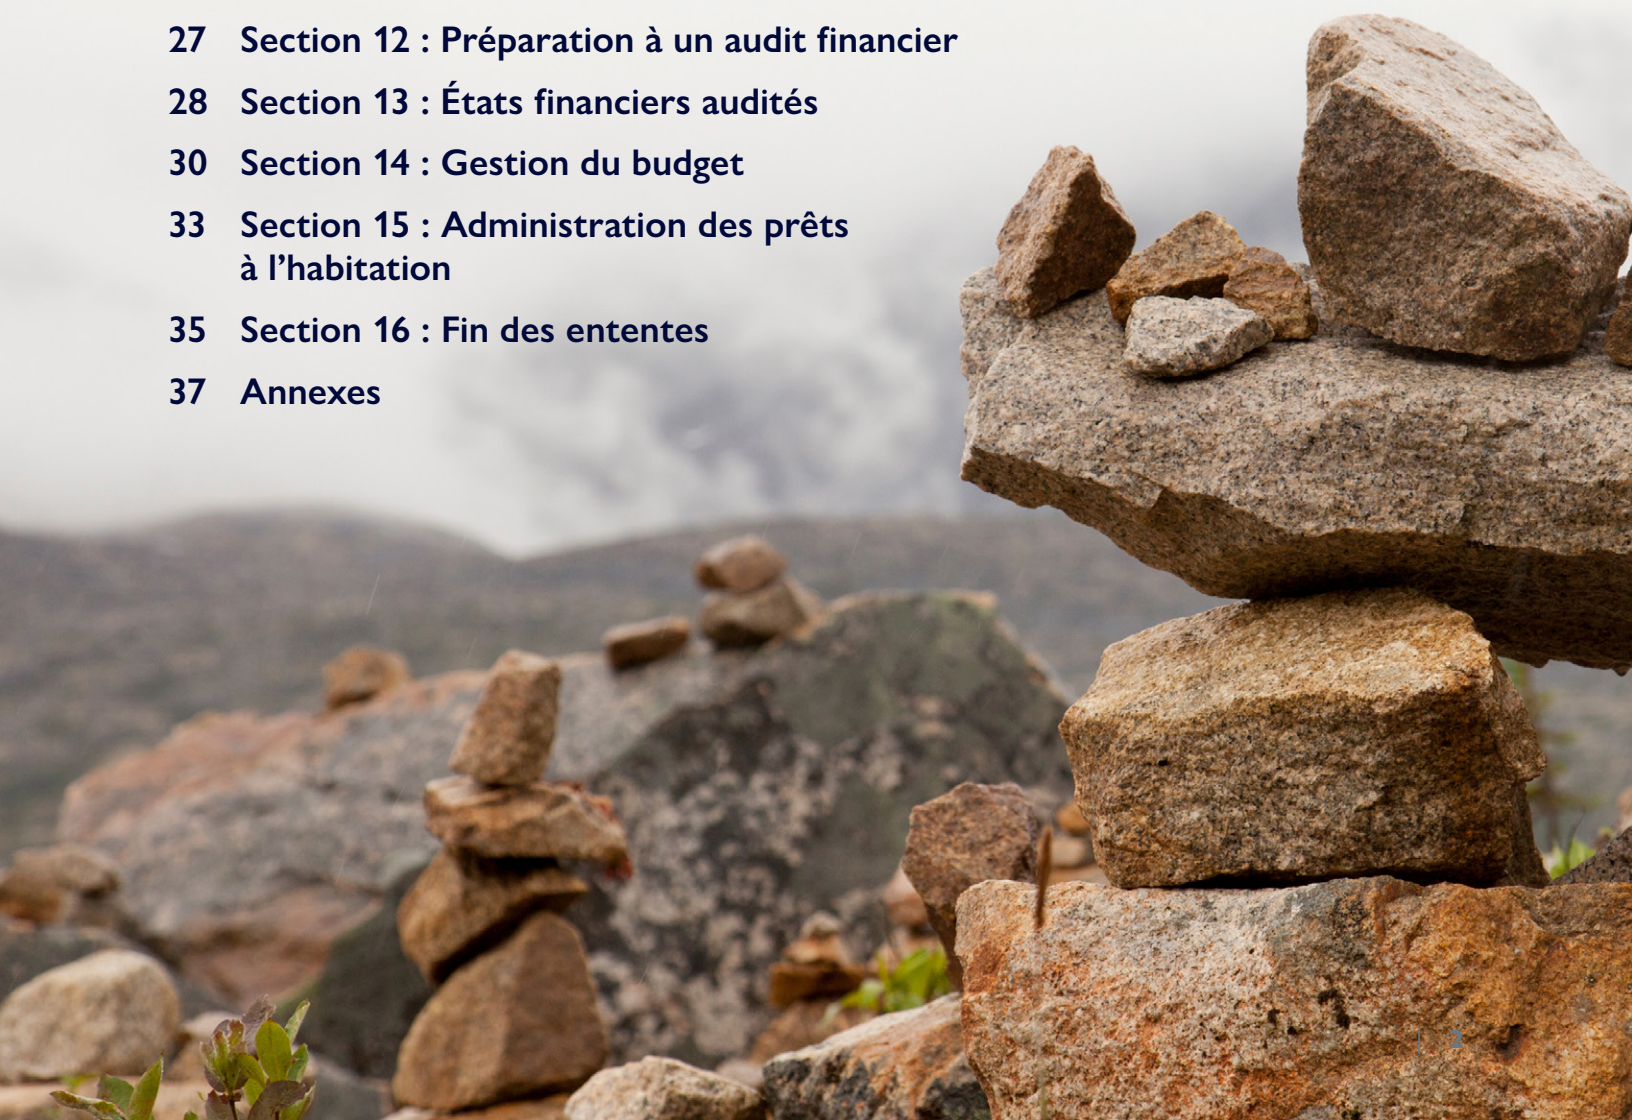 27 Section 12 : Préparation à un audit financier
28 Section 13 : États financiers audités
30 Section 14 : Gestion du budget
33 Section 15 : Administration des prêts
à l’habitation
35 Section 16 : Fin des ententes
37 Annexes
| 2